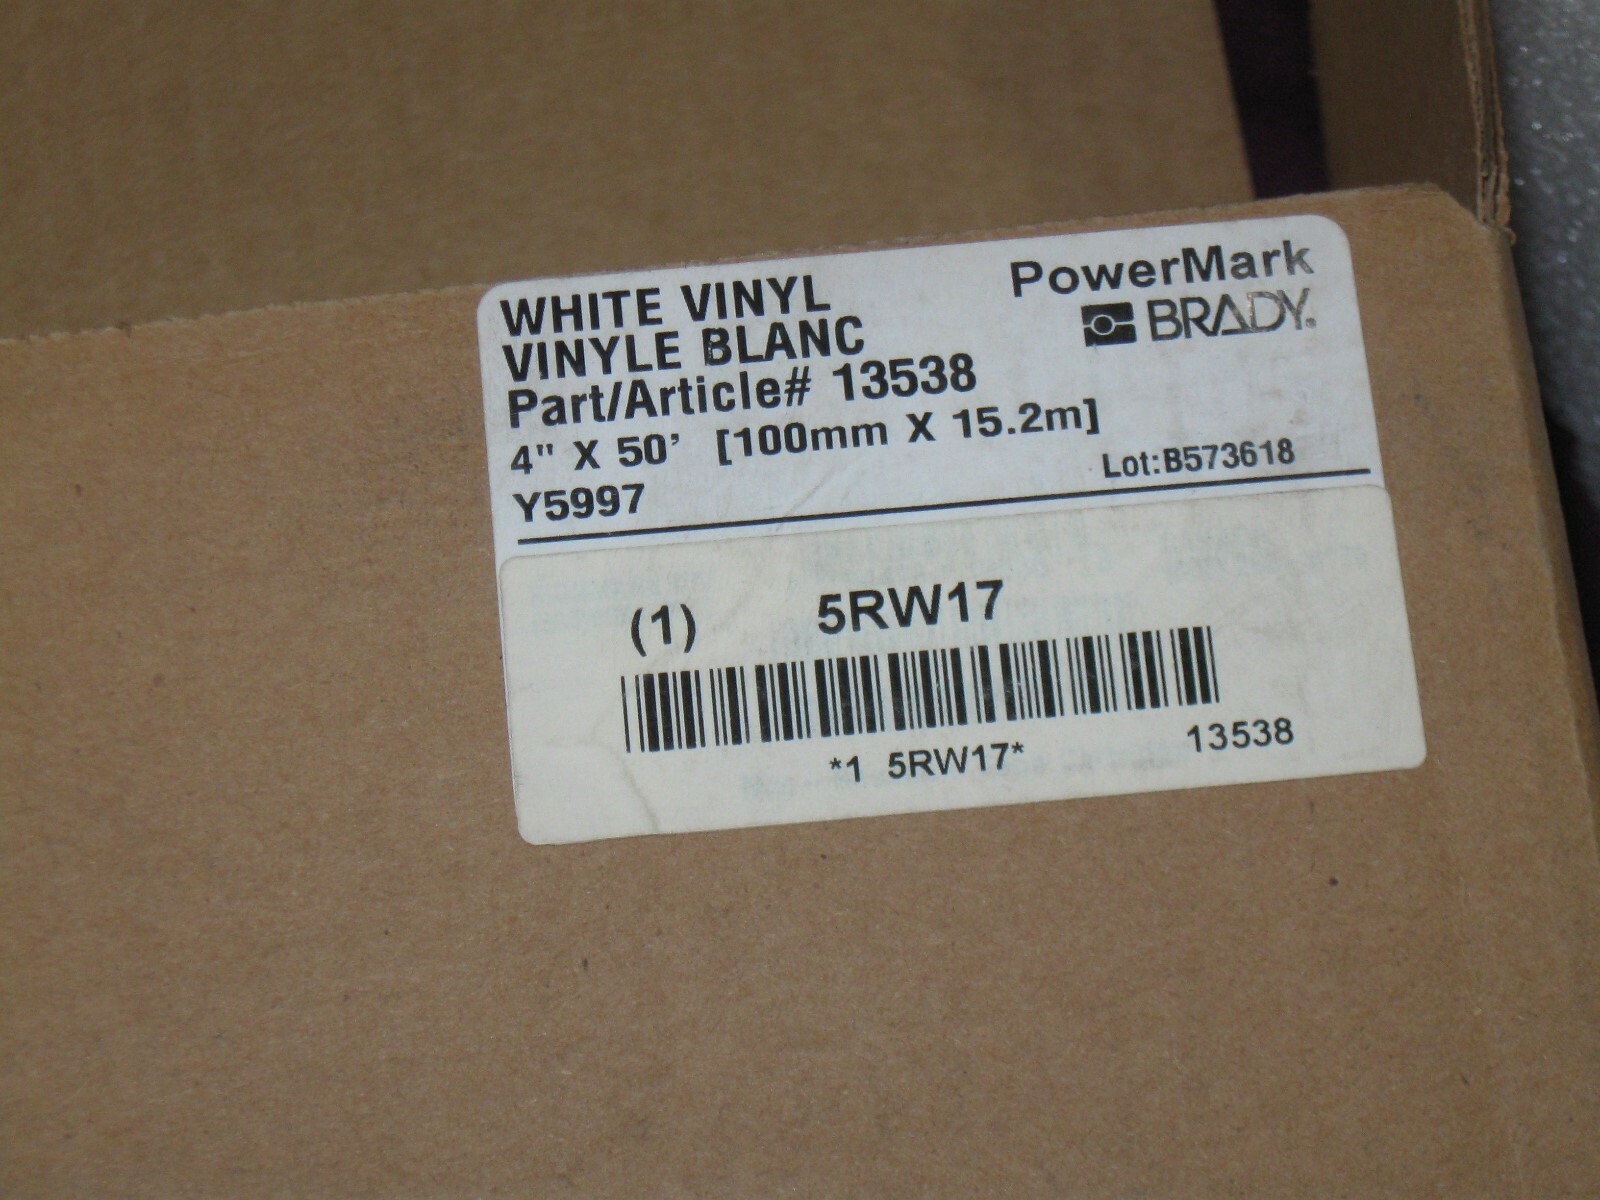 WHITE VINYL
VINYLE BLANC
Part/Article# 13538
4" X 50' [100mm X 15.2m]
Y5997
PowerMark
BRADY.
Lot:B573618
(1) 5RW17
*1 5RW17*
13538